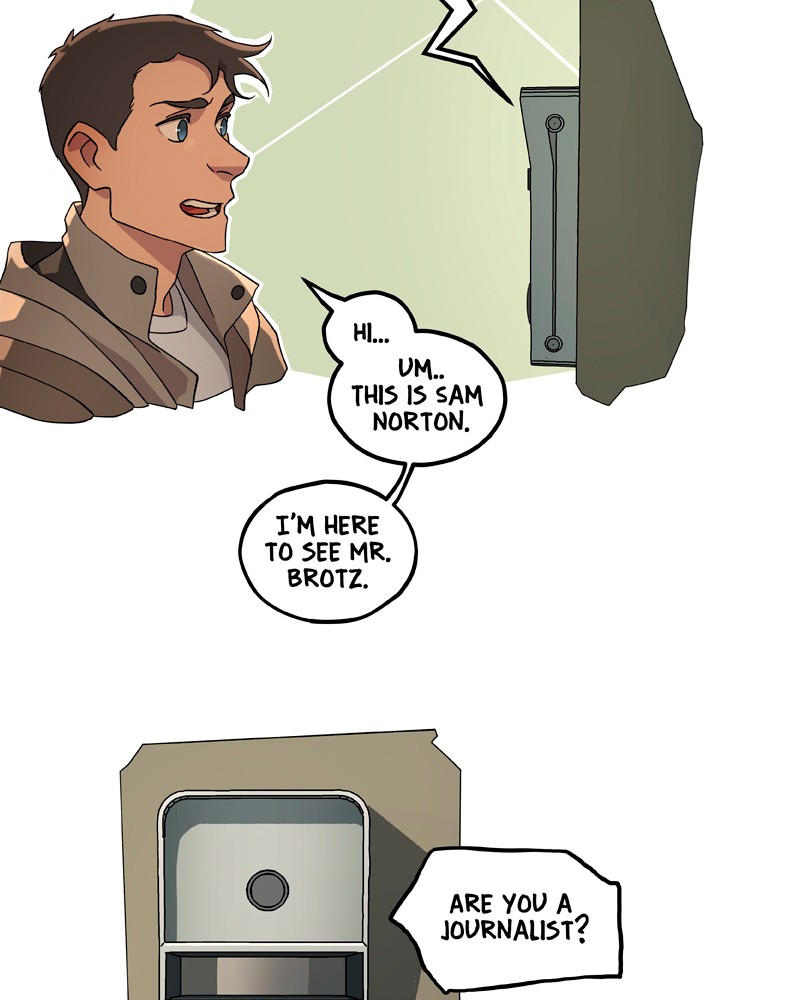 HI...
UM..
THIS IS SAM
NORTON.
I'M HERE
TO SEE MR.
BROTZ.
ARE YOU A
JOURNALIST?